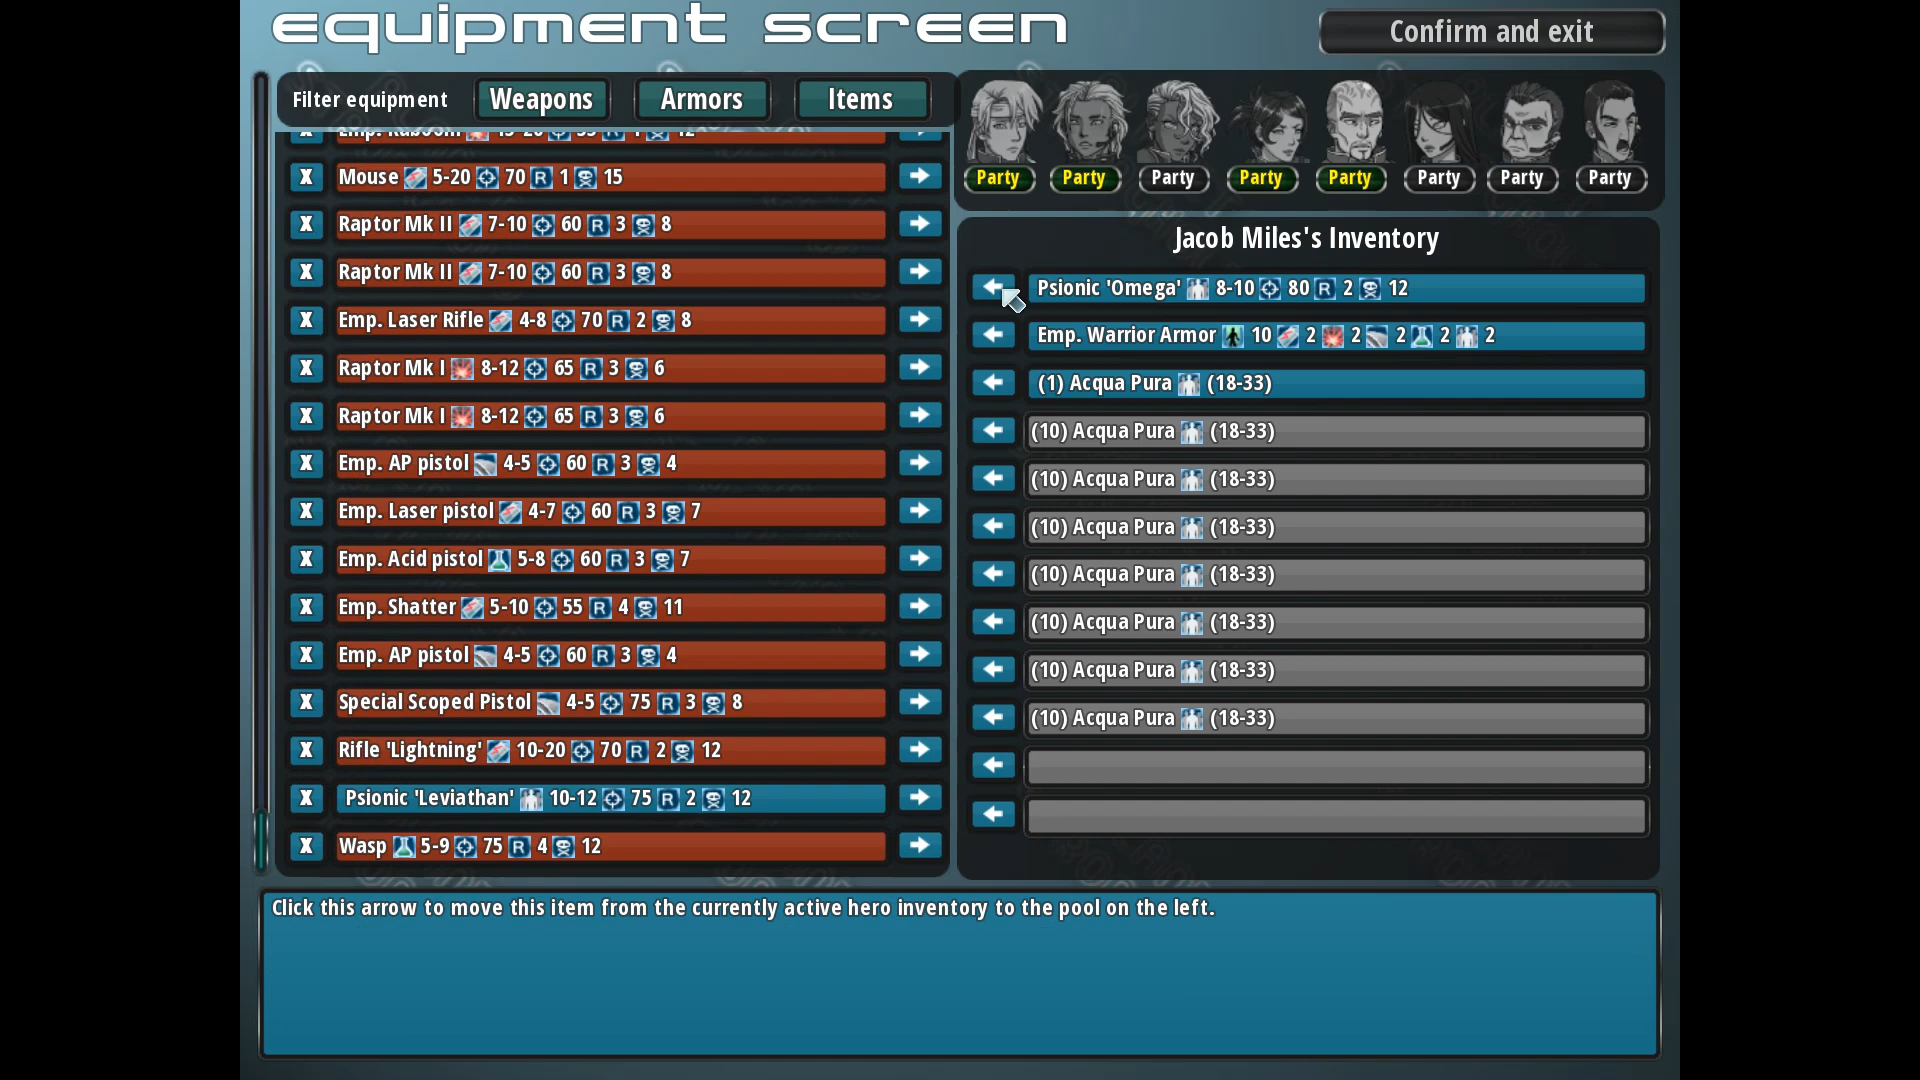 equipment screen
Confirm and exit
Filter equipment Weapons Armors Items
Party Party Party Party Party Party Party Party
Emp. Kaboom
X Mouse 5-20 70 R 1 15
X Raptor Mk II 7-10 60 R 3 8
X Raptor Mk II 7-10 60 R 3 8
X Emp. Laser Rifle 4-8 70 R 2 8
X Raptor Mk I 8-12 65 R 3 6
X Raptor Mk I 8-12 65 R 3 6
X Emp. AP pistol 4-5 60 R 3 4
X Emp. Laser pistol 4-7 60 R 3 7
X Emp. Acid pistol 5-8 60 R 3 7
X Emp. Shatter 5-10 55 R 4 11
X Emp. AP pistol 4-5 60 R 3 4
X Special Scoped Pistol 4-5 75 R 3 8
X Rifle 'Lightning' 10-20 70 R 2 12
X Psionic 'Leviathan' 10-12 75 R 2 12
X Wasp 5-9 75 R 4 12
Jacob Miles's Inventory
Psionic 'Omega' 8-10 80 R 2 12
Emp. Warrior Armor 10 2 2 2 2 2
(1) Acqua Pura (18-33)
(10) Acqua Pura (18-33)
(10) Acqua Pura (18-33)
(10) Acqua Pura (18-33)
(10) Acqua Pura (18-33)
(10) Acqua Pura (18-33)
(10) Acqua Pura (18-33)
(10) Acqua Pura (18-33)
Click this arrow to move this item from the currently active hero inventory to the pool on the left.